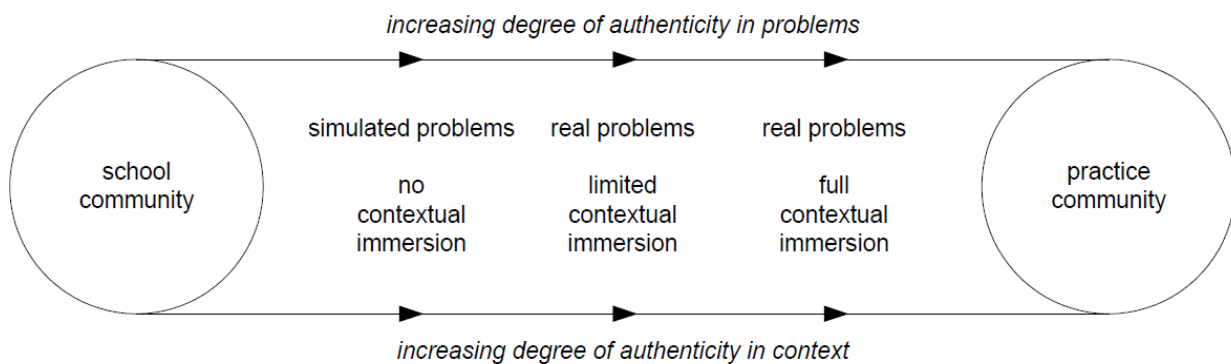 increasing degree of authenticity in problems
school
community
simulated problems
no
contextual
immersion
real problems
limited
contextual
immersion
real problems
full
contextual
immersion
practice
community
increasing degree of authenticity in context